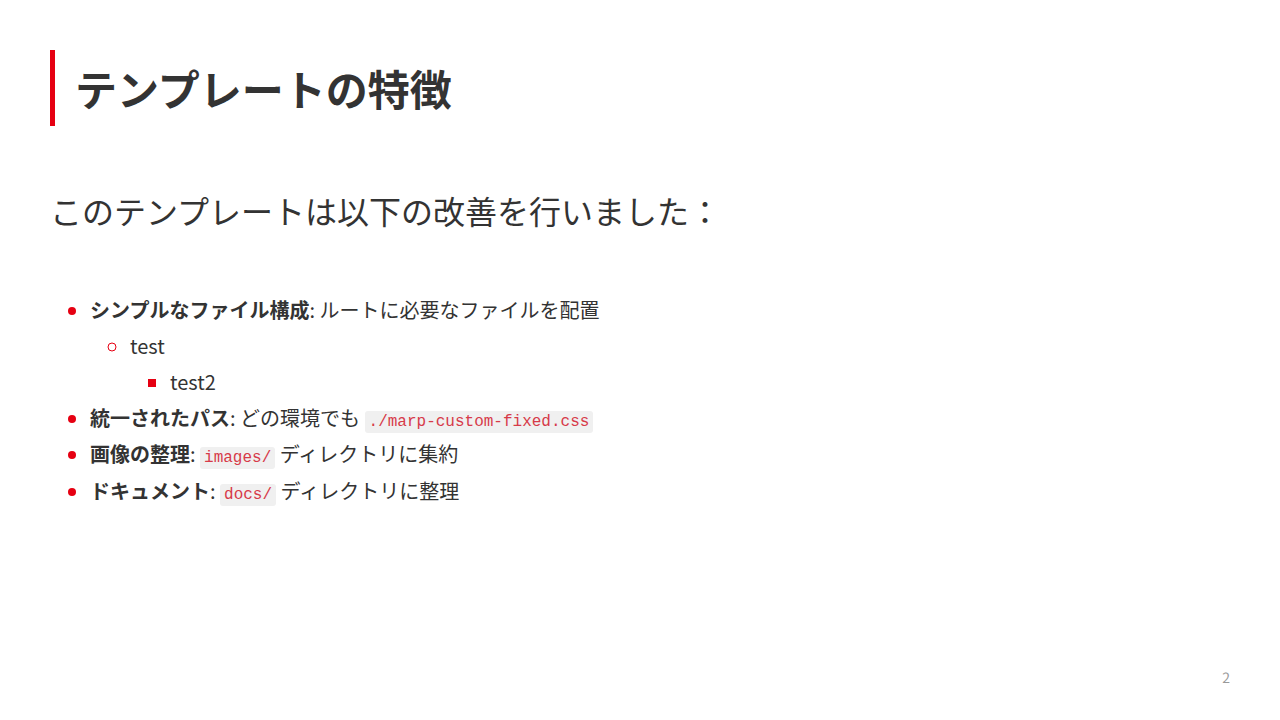 テンプレートの特徴
このテンプレートは以下の改善を行いました：
シンプルなファイル構成: ルートに必要なファイルを配置
test
test2
統一されたパス: どの環境でも ./marp-custom-fixed.css
画像の整理: images/ ディレクトリに集約
ドキュメント: docs/ ディレクトリに整理
2